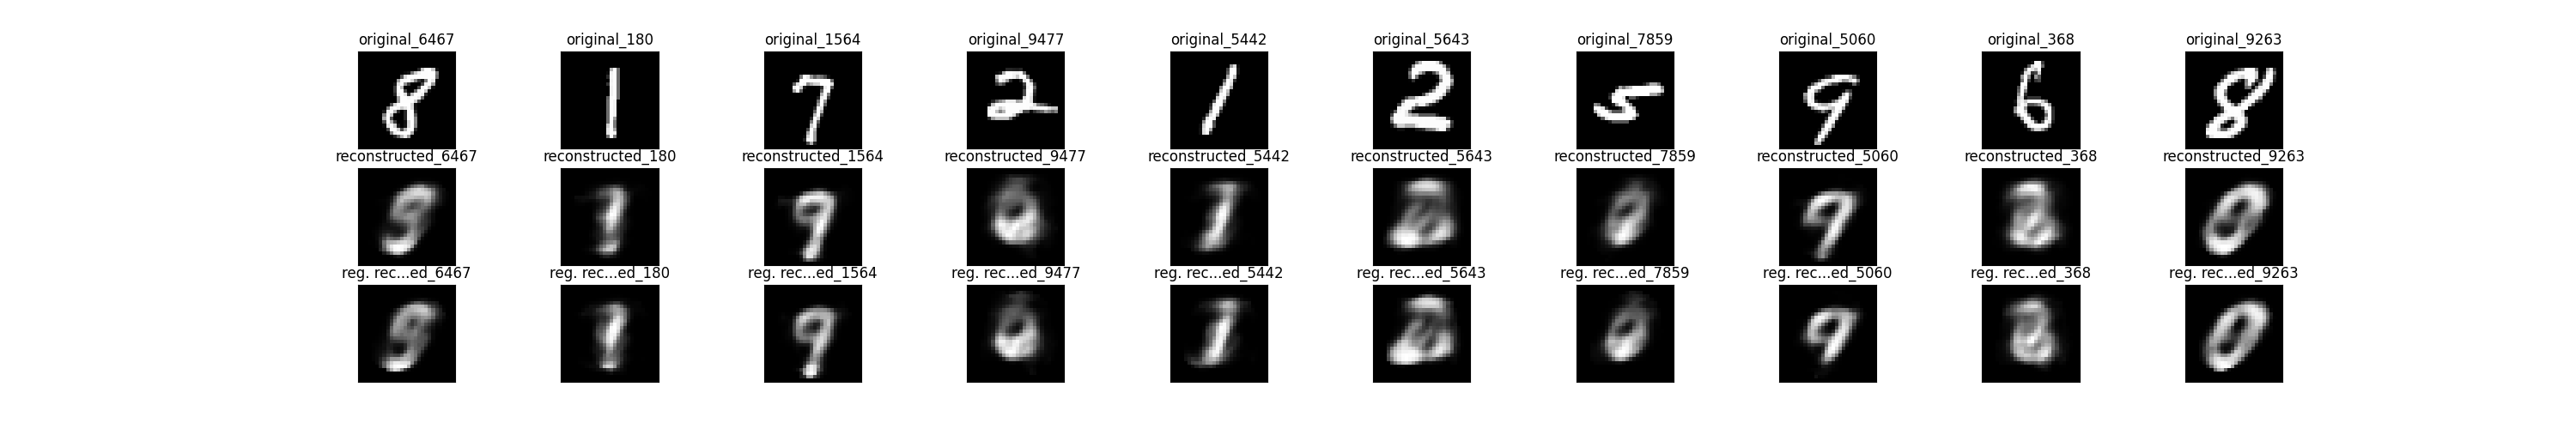 original_6467 original_180 original_1564 original_9477 original_5442 original_5643 original_7859 original_5060 original_368 original_9263
8 1 7 2 1 2 5 9 6 8
reconstructed_6467 reconstructed_180 reconstructed_1564 reconstructed_9477 reconstructed_5442 reconstructed_5643 reconstructed_7859 reconstructed_5060 reconstructed_368 reconstructed_9263
reg. rec...ed_6467 reg. rec...ed_180 reg. rec...ed_1564 reg. rec...ed_9477 reg. rec...ed_5442 reg. rec...ed_5643 reg. rec...ed_7859 reg. rec...ed_5060 reg. rec...ed_368 reg. rec...ed_9263